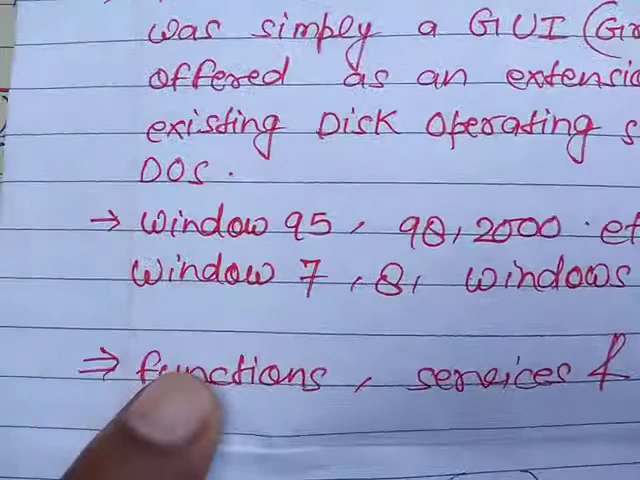 was simply a GUI (Gra
offered as an extensio
existing Disk Operating s
DOS.
→ Window 95, 98, 2000. et
Window 7, 8, Windows
⇒ functions, services &